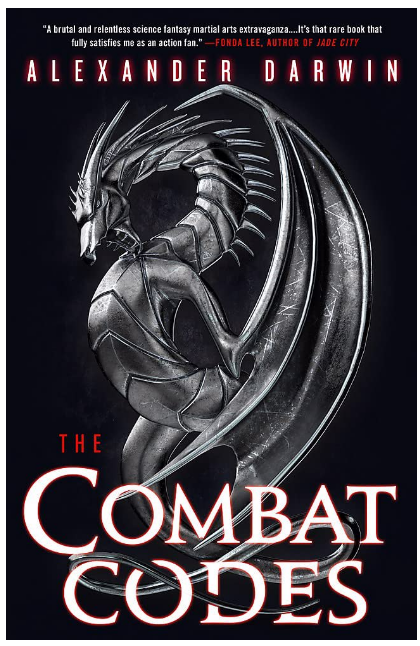 "A brutal and relentless science fantasy martial arts extravaganza....It's that rare book that
fully satisfies me as an action fan." —FONDA LEE, AUTHOR OF JADE CITY
ALEXANDER DARWIN
THE
COMBAT
CODES